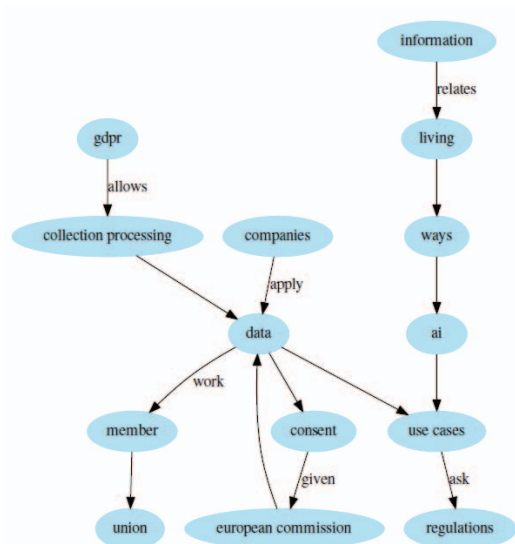 information
relates
gdpr
living
allows
collection processing
companies
ways
apply
data
ai
work
member
consent
use cases
given
ask
union
european commission
regulations